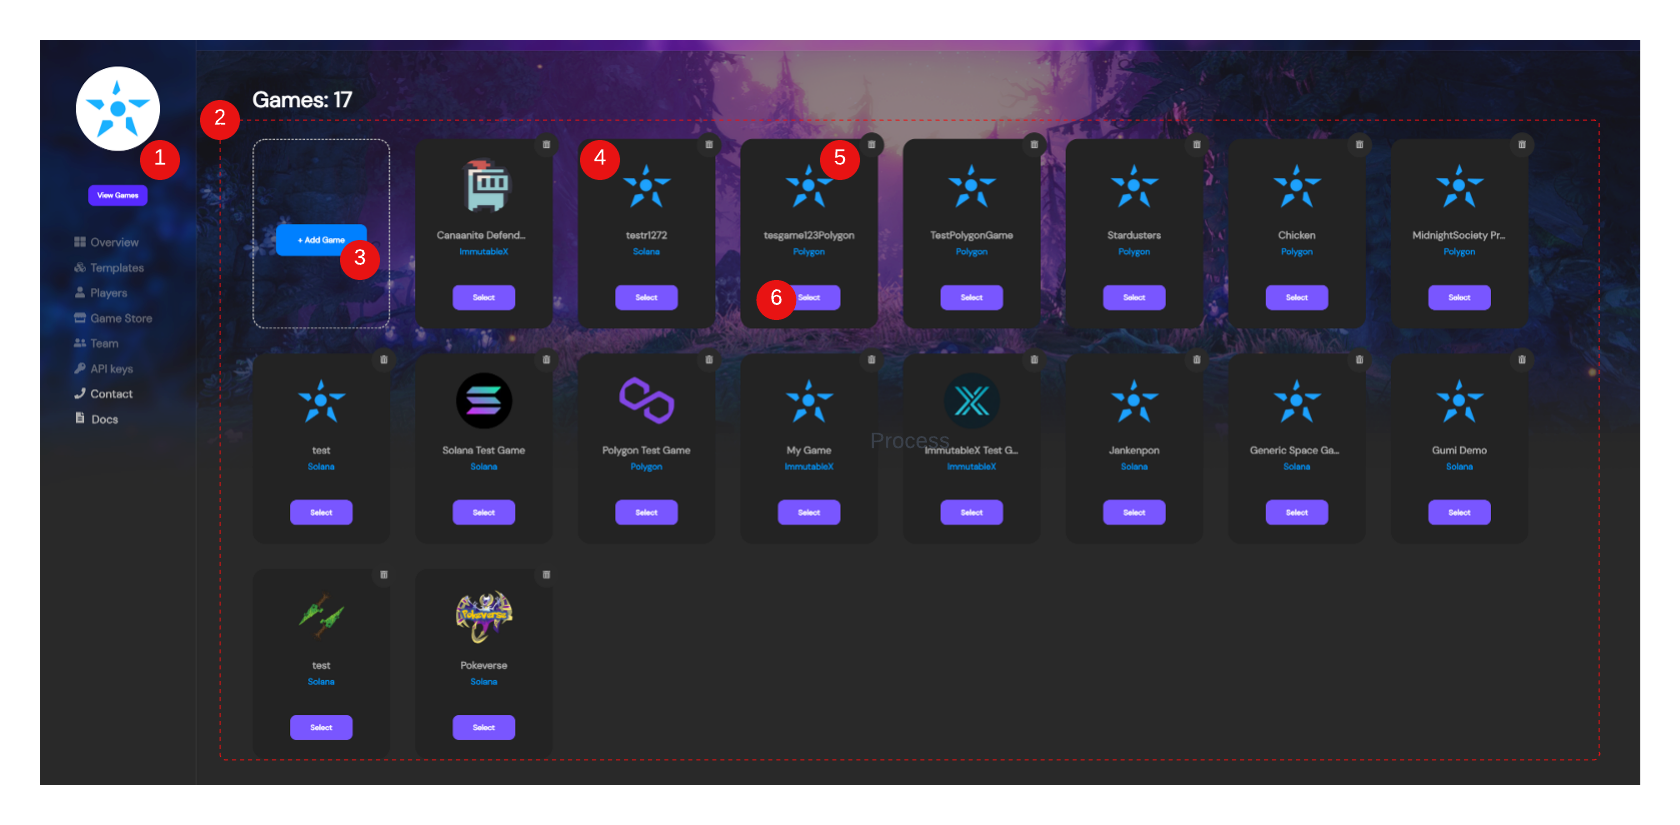 Games: 17
2
1
View Games
Overview
Templates
Players
Game Store
Team
API keys
Contact
Docs
+ Add Game
3
Canaanite Defend...
ImmutableX
Select
4
testr1272
Solana
Select
5
tesgame123Polygon
Polygon
6
Select
TestPolygonGame
Polygon
Select
Stardusters
Polygon
Select
Chicken
Polygon
Select
MidnightSociety Pr...
Polygon
Select
test
Solana
Select
Solana Test Game
Solana
Select
Polygon Test Game
Polygon
Select
My Game
ImmutableX
Select
Process
ImmutableX Test G...
ImmutableX
Select
Jankenpon
Solana
Select
Generic Space Ga...
Solana
Select
Gumi Demo
Solana
Select
test
Solana
Select
Pokeverse
Pokeverse
Solana
Select